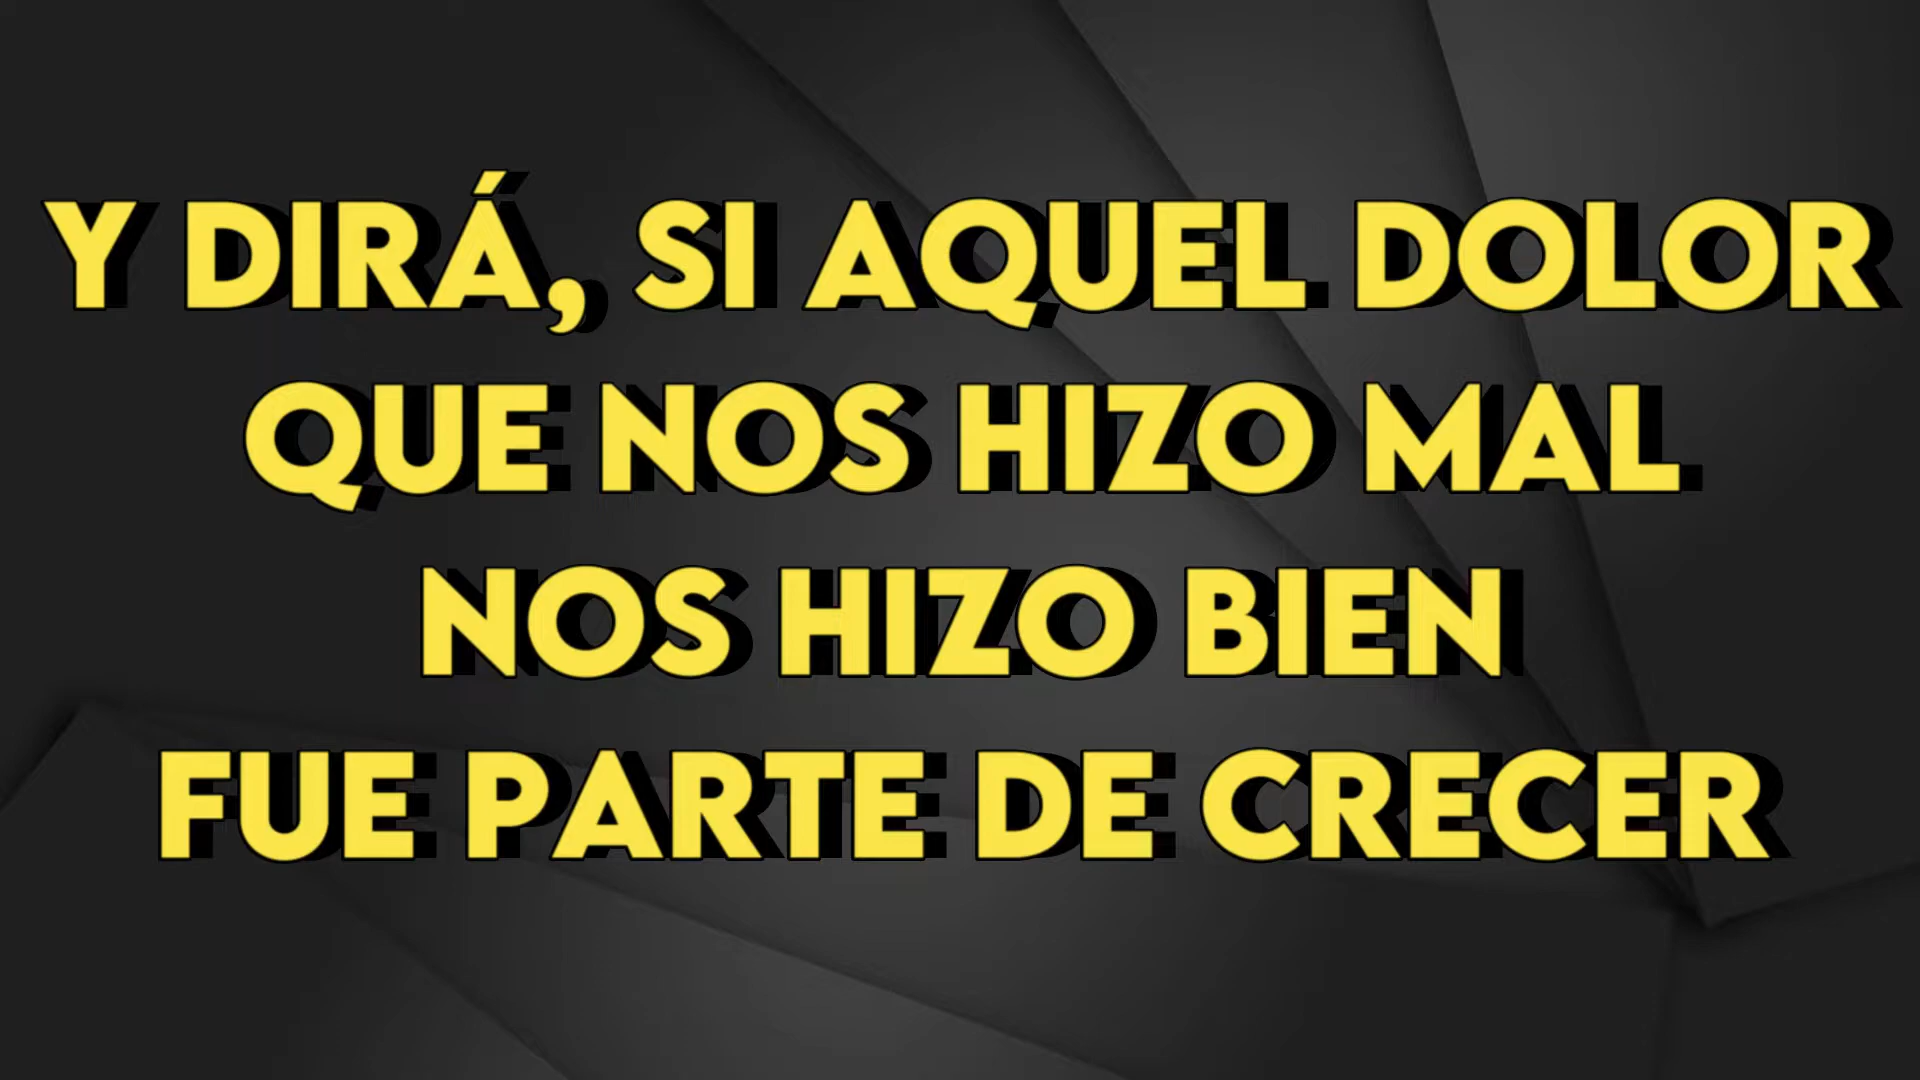 Y DIRÁ, SI AQUEL DOLOR
QUE NOS HIZO MAL
NOS HIZO BIEN
FUE PARTE DE CRECER